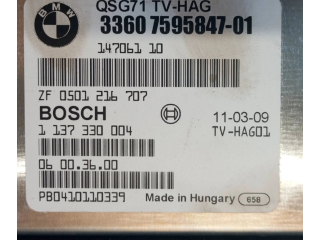 BMW
QSG71 TV-HAG
3360 7595847-01
147061 10
ZF 0501 216 707
BOSCH
11-03-09
1 137 330 004
TV-HAG01
06 00.36.00
PB0410110339
Made in Hungary 658